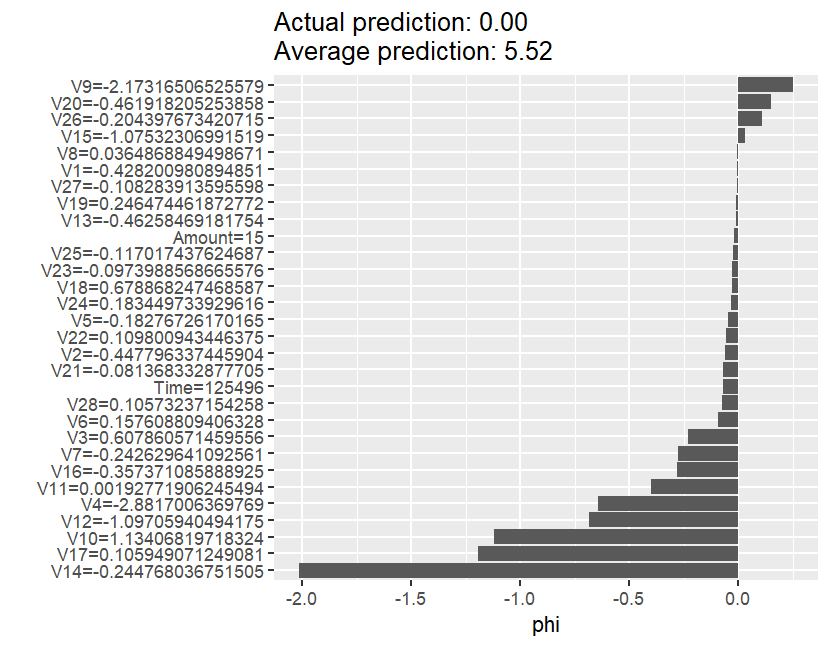 Actual prediction: 0.00
Average prediction: 5.52
V9=-2.17316506525579
V20=-0.461918205253858
V26=-0.204397673420715
V15=-1.07532306991519
V8=0.0364868849498671
V1=-0.428200980894851
V27=-0.108283913595598
V19=0.246474461872772
V13=-0.46258469181754
Amount=15
V25=-0.117017437624687
V23=-0.0973988568665576
V18=0.678868247468587
V24=0.183449733929616
V5=-0.18276726170165
V22=0.109800943446375
V2=-0.447796337445904
V21=-0.081368332877705
Time=125496
V28=0.10573237154258
V6=0.157608809406328
V3=0.607860571459556
V7=-0.242629641092561
V16=-0.357371085888925
V11=0.00192771906245494
V4=-2.8817006369769
V12=-1.09705940494175
V10=1.13406819718324
V17=0.105949071249081
V14=-0.244768036751505
-2.0 -1.5 -1.0 -0.5 0.0
phi